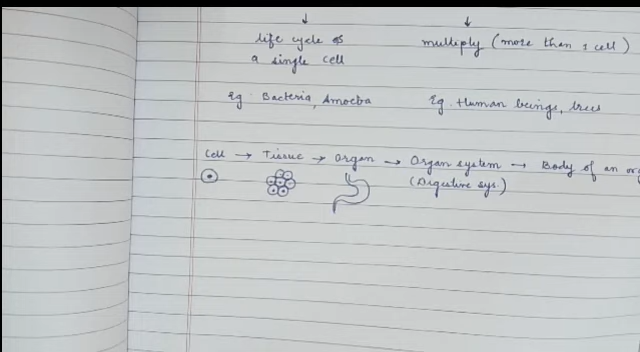 life cycle of
a single cell
multiply (more than 1 cell)
Eg. Bacteria, Amoeba
Eg. Human beings, trees
Cell → Tissue → Organ → Organ system → Body of an org
(Digestive sys.)